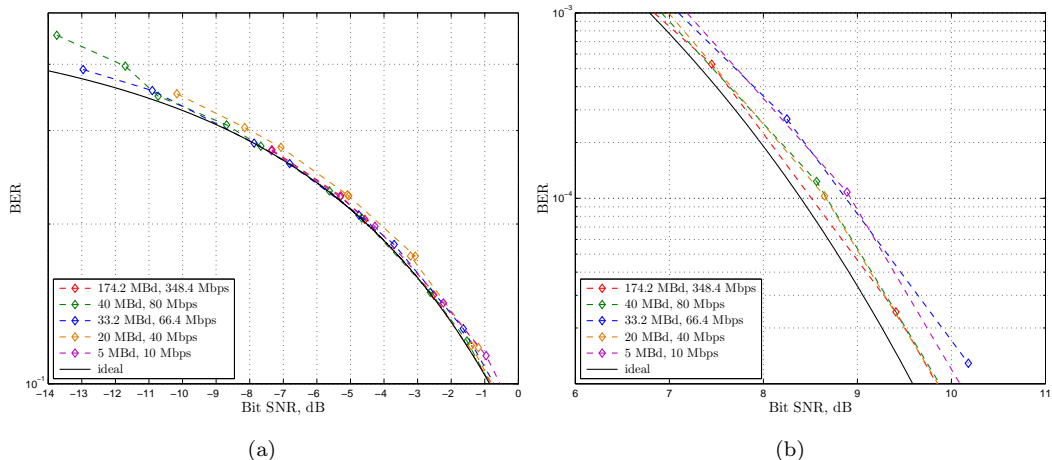 BER
10⁻¹
−14 −13 −12 −11 −10 −9 −8 −7 −6 −5 −4 −3 −2 −1 0
Bit SNR, dB
174.2 MBd, 348.4 Mbps
40 MBd, 80 Mbps
33.2 MBd, 66.4 Mbps
20 MBd, 40 Mbps
5 MBd, 10 Mbps
ideal
(a)
BER
10⁻³
10⁻⁴
6 7 8 9 10 11
Bit SNR, dB
174.2 MBd, 348.4 Mbps
40 MBd, 80 Mbps
33.2 MBd, 66.4 Mbps
20 MBd, 40 Mbps
5 MBd, 10 Mbps
ideal
(b)